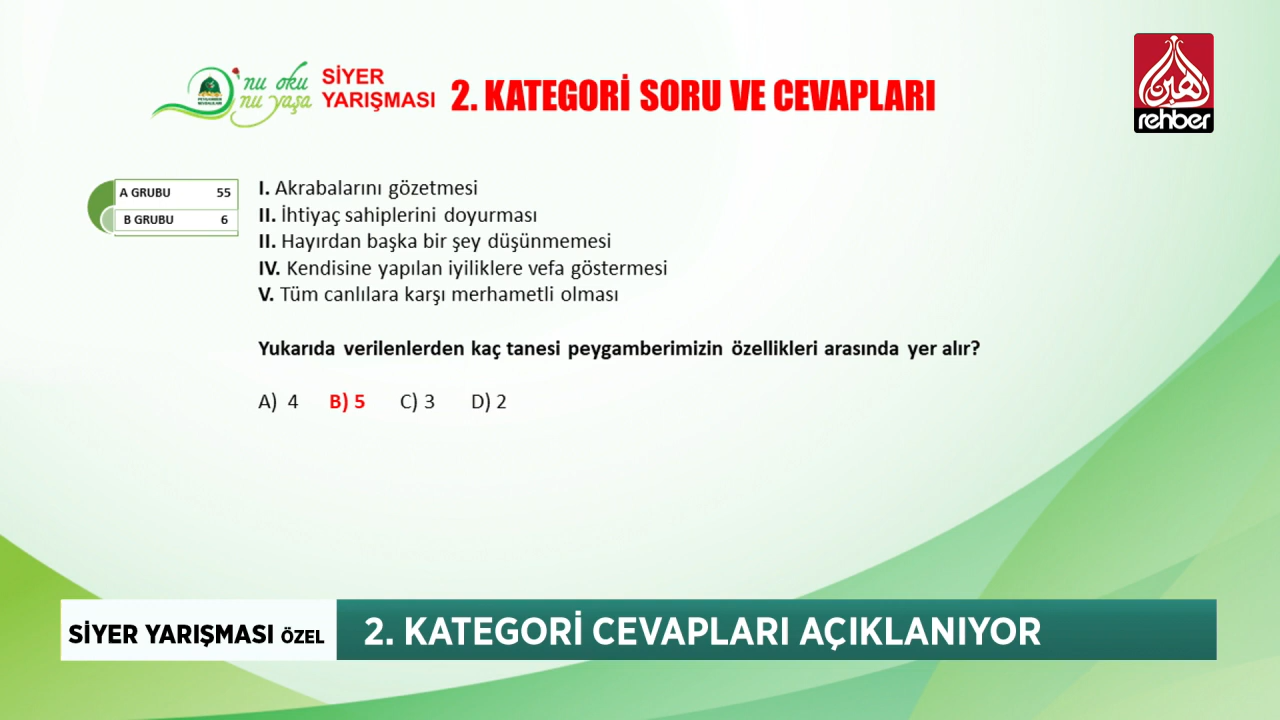 O'nu oku
O'nu yaşa
SİYER
YARIŞMASI
2. KATEGORİ SORU VE CEVAPLARI
rehber
A GRUBU 55
B GRUBU 6
I. Akrabalarını gözetmesi
II. İhtiyaç sahiplerini doyurması
II. Hayırdan başka bir şey düşünmemesi
IV. Kendisine yapılan iyiliklere vefa göstermesi
V. Tüm canlılara karşı merhametli olması
Yukarıda verilenlerden kaç tanesi peygamberimizin özellikleri arasında yer alır?
A) 4 B) 5 C) 3 D) 2
SİYER YARIŞMASI ÖZEL
2. KATEGORİ CEVAPLARI AÇIKLANIYOR